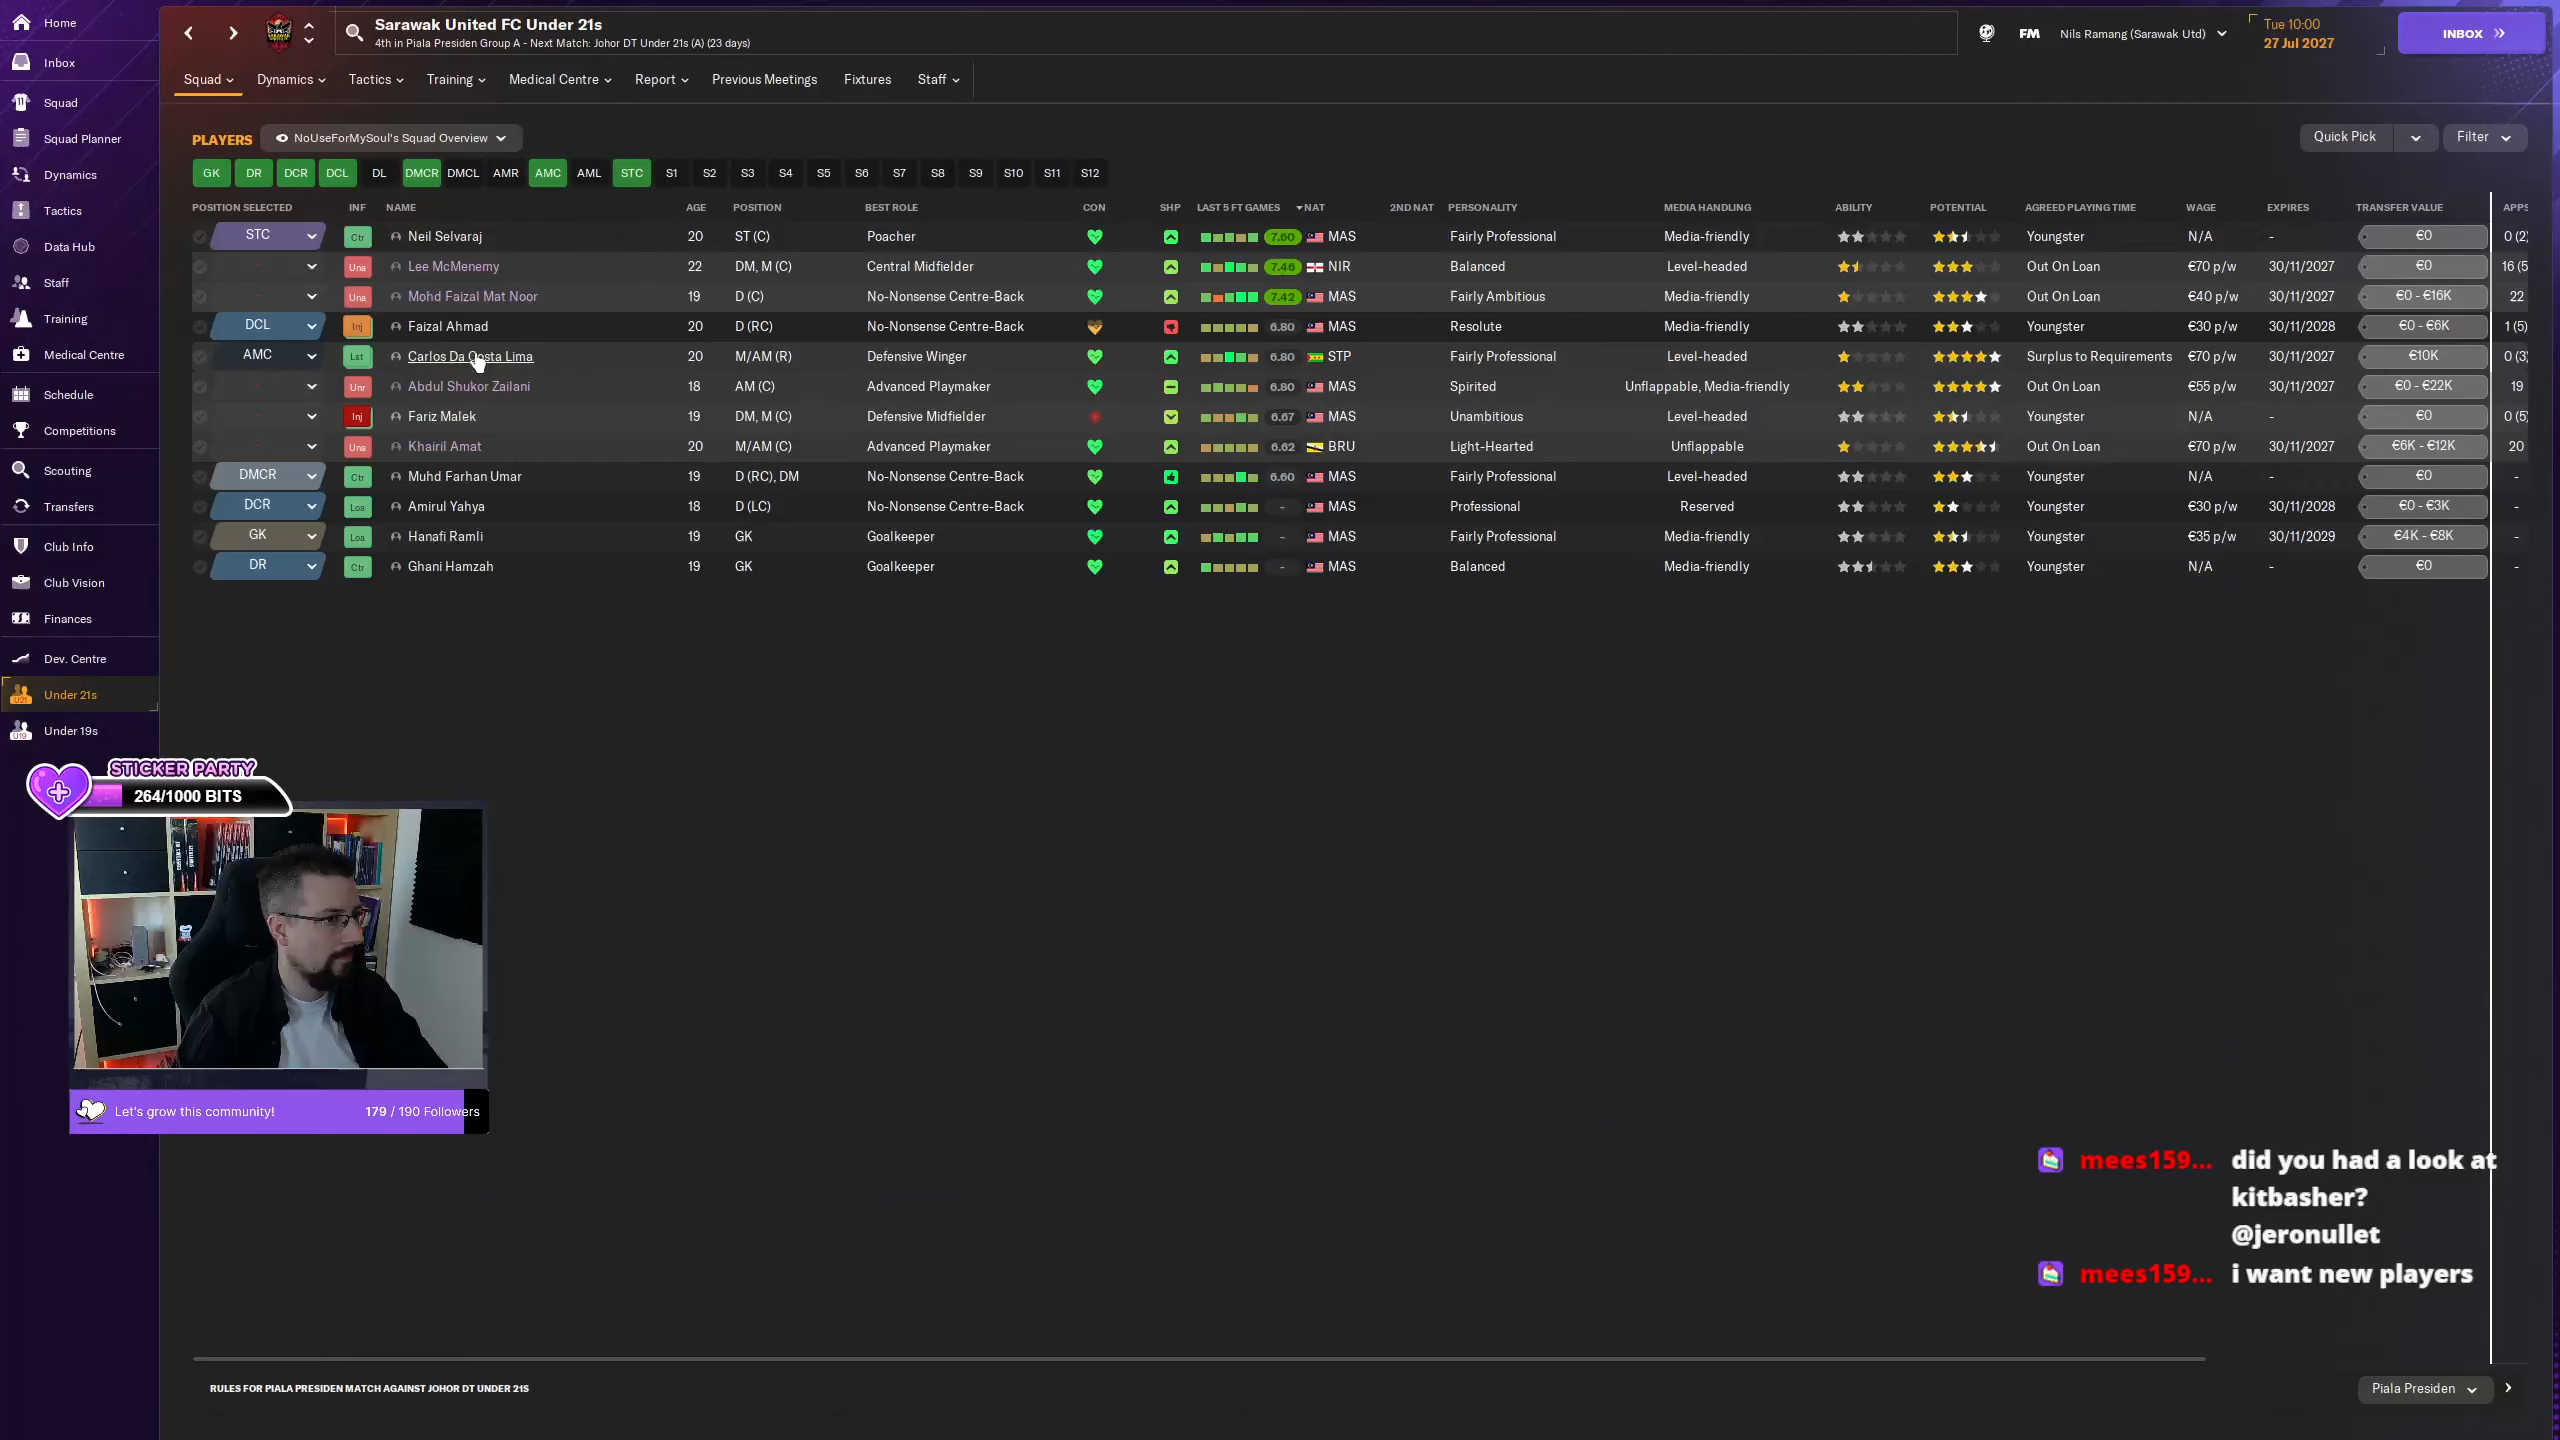 Home
Inbox
Squad
Squad Planner
Dynamics
Tactics
Data Hub
Staff
Training
Medical Centre
Schedule
Competitions
Scouting
Transfers
Club Info
Club Vision
Finances
Dev. Centre
Under 21s
Under 19s
Sarawak United FC Under 21s
4th in Piala Presiden Group A - Next Match: Johor DT Under 21s (A) (23 days)
FM Nils Ramang (Sarawak Utd)
Tue 10:00
27 Jul 2027
INBOX
Squad Dynamics Tactics Training Medical Centre Report Previous Meetings Fixtures Staff
PLAYERS NoUseForMySoul's Squad Overview Quick Pick Filter
GK DR DCR DCL DL DMCR DMCL AMR AMC AML STC S1 S2 S3 S4 S5 S6 S7 S8 S9 S10 S11 S12
POSITION SELECTED INF NAME AGE POSITION BEST ROLE CON SHP LAST 5 FT GAMES NAT 2ND NAT PERSONALITY MEDIA HANDLING ABILITY POTENTIAL AGREED PLAYING TIME WAGE EXPIRES TRANSFER VALUE APPS
STC Ctr Neil Selvaraj 20 ST (C) Poacher 7.60 MAS Fairly Professional Media-friendly Youngster N/A - €0 0 (2)
- Una Lee McMenemy 22 DM, M (C) Central Midfielder 7.46 NIR Balanced Level-headed Out On Loan €70 p/w 30/11/2027 €0 16 (5
- Una Mohd Faizal Mat Noor 19 D (C) No-Nonsense Centre-Back 7.42 MAS Fairly Ambitious Media-friendly Out On Loan €40 p/w 30/11/2027 €0 - €16K 22
DCL Inj Faizal Ahmad 20 D (RC) No-Nonsense Centre-Back 6.80 MAS Resolute Media-friendly Youngster €30 p/w 30/11/2028 €0 - €6K 1 (5)
AMC Lst Carlos Da Costa Lima 20 M/AM (R) Defensive Winger 6.80 STP Fairly Professional Level-headed Surplus to Requirements €70 p/w 30/11/2027 €10K 0 (3)
- Unr Abdul Shukor Zailani 18 AM (C) Advanced Playmaker 6.80 MAS Spirited Unflappable, Media-friendly Out On Loan €55 p/w 30/11/2027 €0 - €22K 19
- Inj Fariz Malek 19 DM, M (C) Defensive Midfielder 6.67 MAS Unambitious Level-headed Youngster N/A - €0 0 (5)
- Una Khairil Amat 20 M/AM (C) Advanced Playmaker 6.62 BRU Light-Hearted Unflappable Out On Loan €70 p/w 30/11/2027 €6K - €12K 20
DMCR Ctr Muhd Farhan Umar 19 D (RC), DM No-Nonsense Centre-Back 6.60 MAS Fairly Professional Level-headed Youngster N/A - €0 -
DCR Loa Amirul Yahya 18 D (LC) No-Nonsense Centre-Back - MAS Professional Reserved Youngster €30 p/w 30/11/2028 €0 - €3K -
GK Loa Hanafi Ramli 19 GK Goalkeeper - MAS Fairly Professional Media-friendly Youngster €35 p/w 30/11/2029 €4K - €8K -
DR Ctr Ghani Hamzah 19 GK Goalkeeper - MAS Balanced Media-friendly Youngster N/A - €0 -
STICKER PARTY
264/1000 BITS
Let's grow this community! 179 / 190 Followers
mees159... did you had a look at
kitbasher?
@jeronullet
mees159... i want new players
RULES FOR PIALA PRESIDEN MATCH AGAINST JOHOR DT UNDER 21S
Piala Presiden